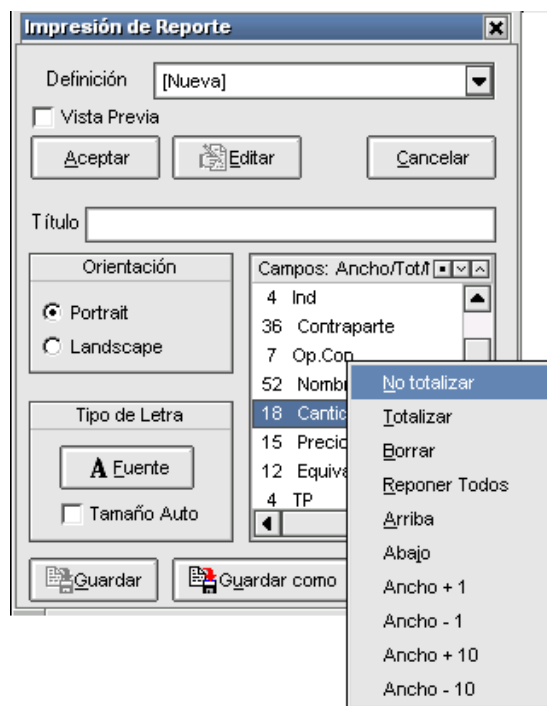 Impresión de Reporte
Definición [Nueva]
Vista Previa
Aceptar Editar Cancelar
Título
Orientación
Portrait
Landscape
Tipo de Letra
A Fuente
Tamaño Auto
Campos: Ancho/Tot/
4 Ind
36 Contraparte
7 Op.Con
52 Nombr
18 Cantic
15 Precio
12 Equiva
4 TP
No totalizar
Totalizar
Borrar
Reponer Todos
Arriba
Abajo
Ancho + 1
Ancho - 1
Ancho + 10
Ancho - 10
Guardar Guardar como